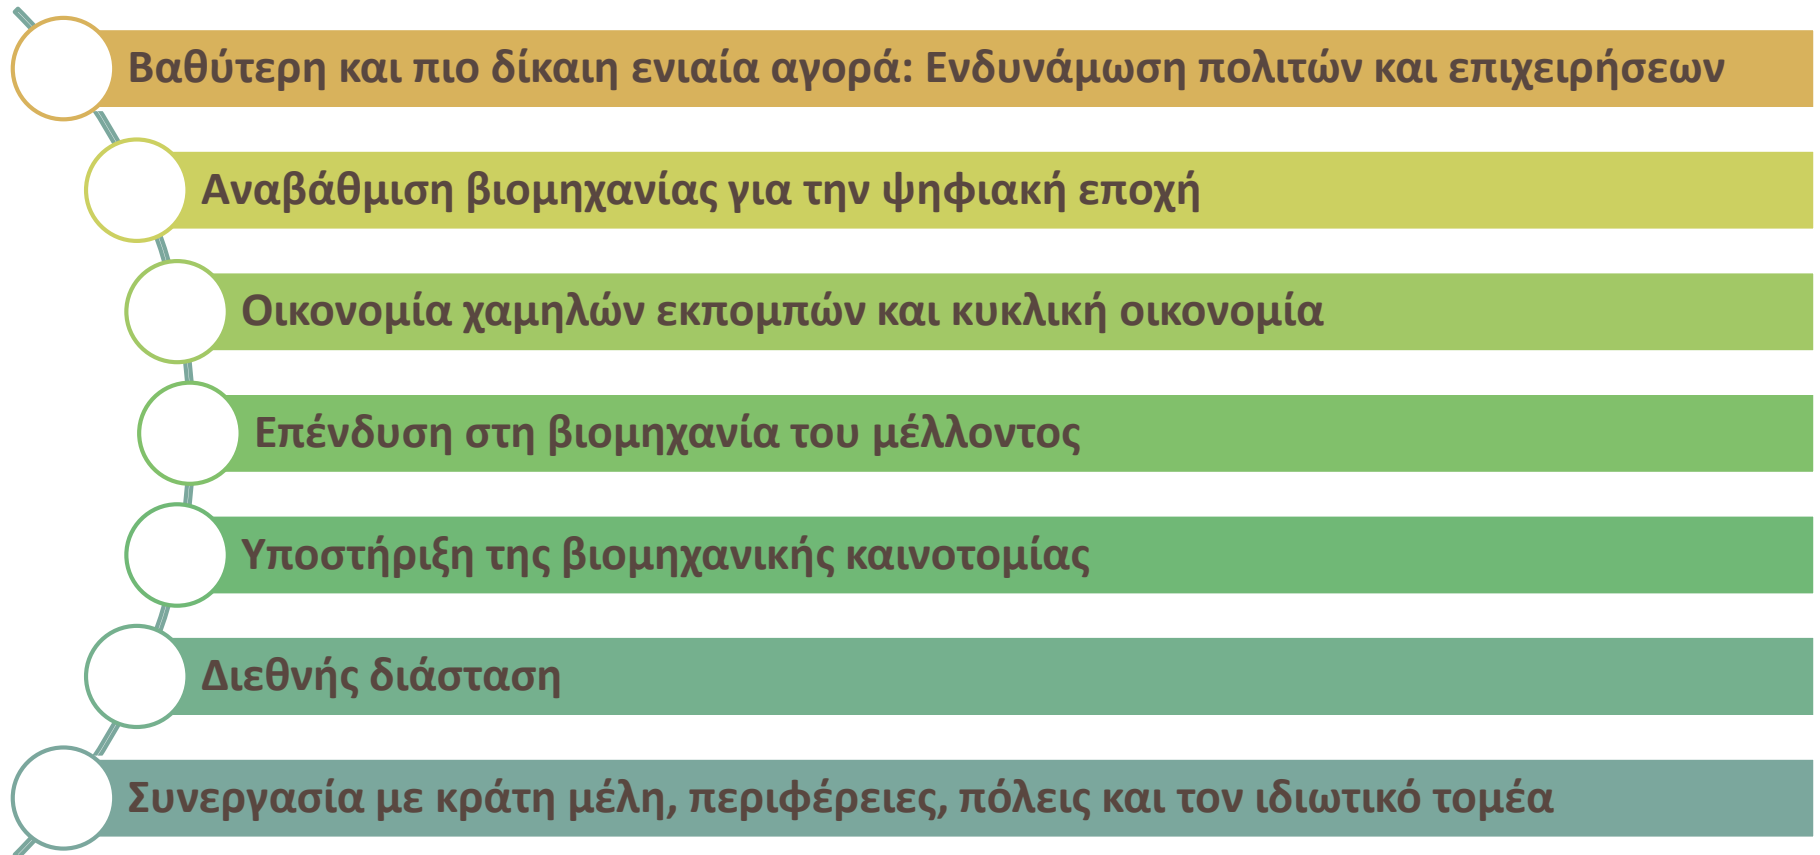 Βαθύτερη και πιο δίκαιη ενιαία αγορά: Ενδυνάμωση πολιτών και επιχειρήσεων
Αναβάθμιση βιομηχανίας για την ψηφιακή εποχή
Οικονομία χαμηλών εκπομπών και κυκλική οικονομία
Επένδυση στη βιομηχανία του μέλλοντος
Υποστήριξη της βιομηχανικής καινοτομίας
Διεθνής διάσταση
Συνεργασία με κράτη μέλη, περιφέρειες, πόλεις και τον ιδιωτικό τομέα